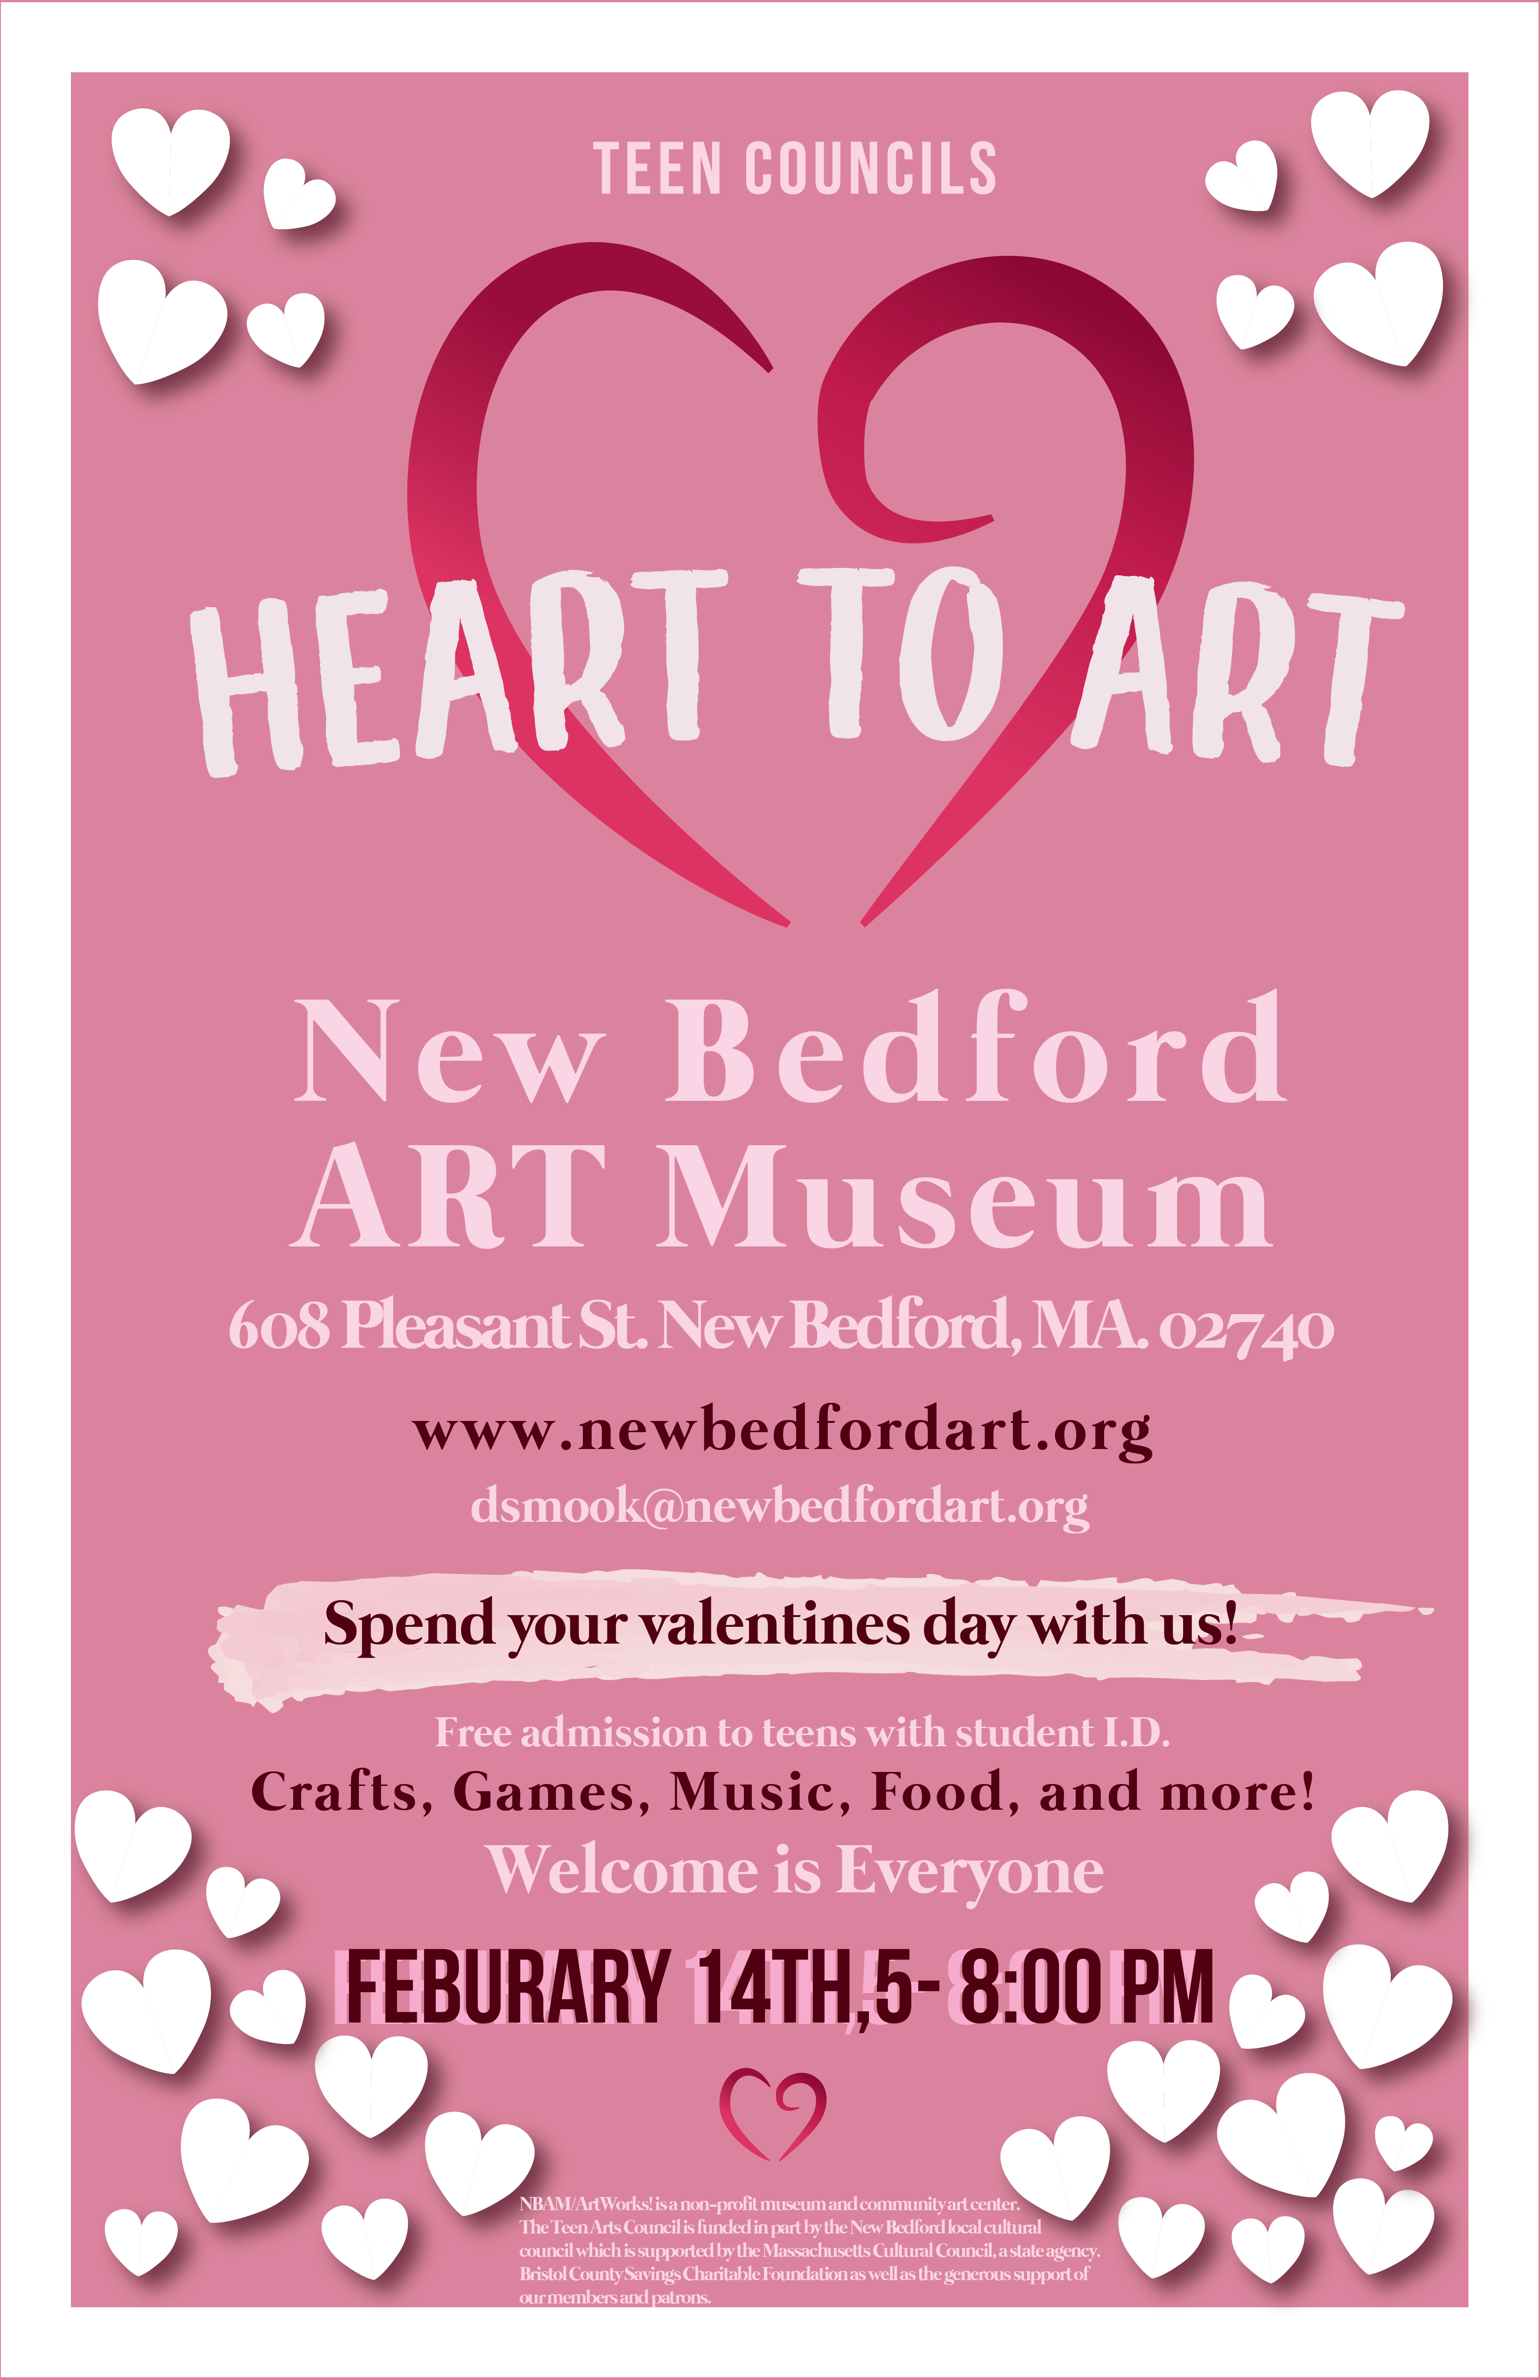 TEEN COUNCILS
HEART TO ART
New Bedford
ART Museum
608 Pleasant St. New Bedford, MA. 02740
www.newbedfordart.org
dsmook@newbedfordart.org
Spend your valentines day with us!
Free admission to teens with student I.D.
Crafts, Games, Music, Food, and more!
Welcome is Everyone
FEBURARY 14TH,5- 8:00 PM
NBAM/ArtWorks! is a non-profit museum and community art center.
The Teen Arts Council is funded in part by the New Bedford local cultural
council which is supported by the Massachusetts Cultural Council, a state agency.
Bristol County Savings Charitable Foundation as well as the generous support of
our members and patrons.